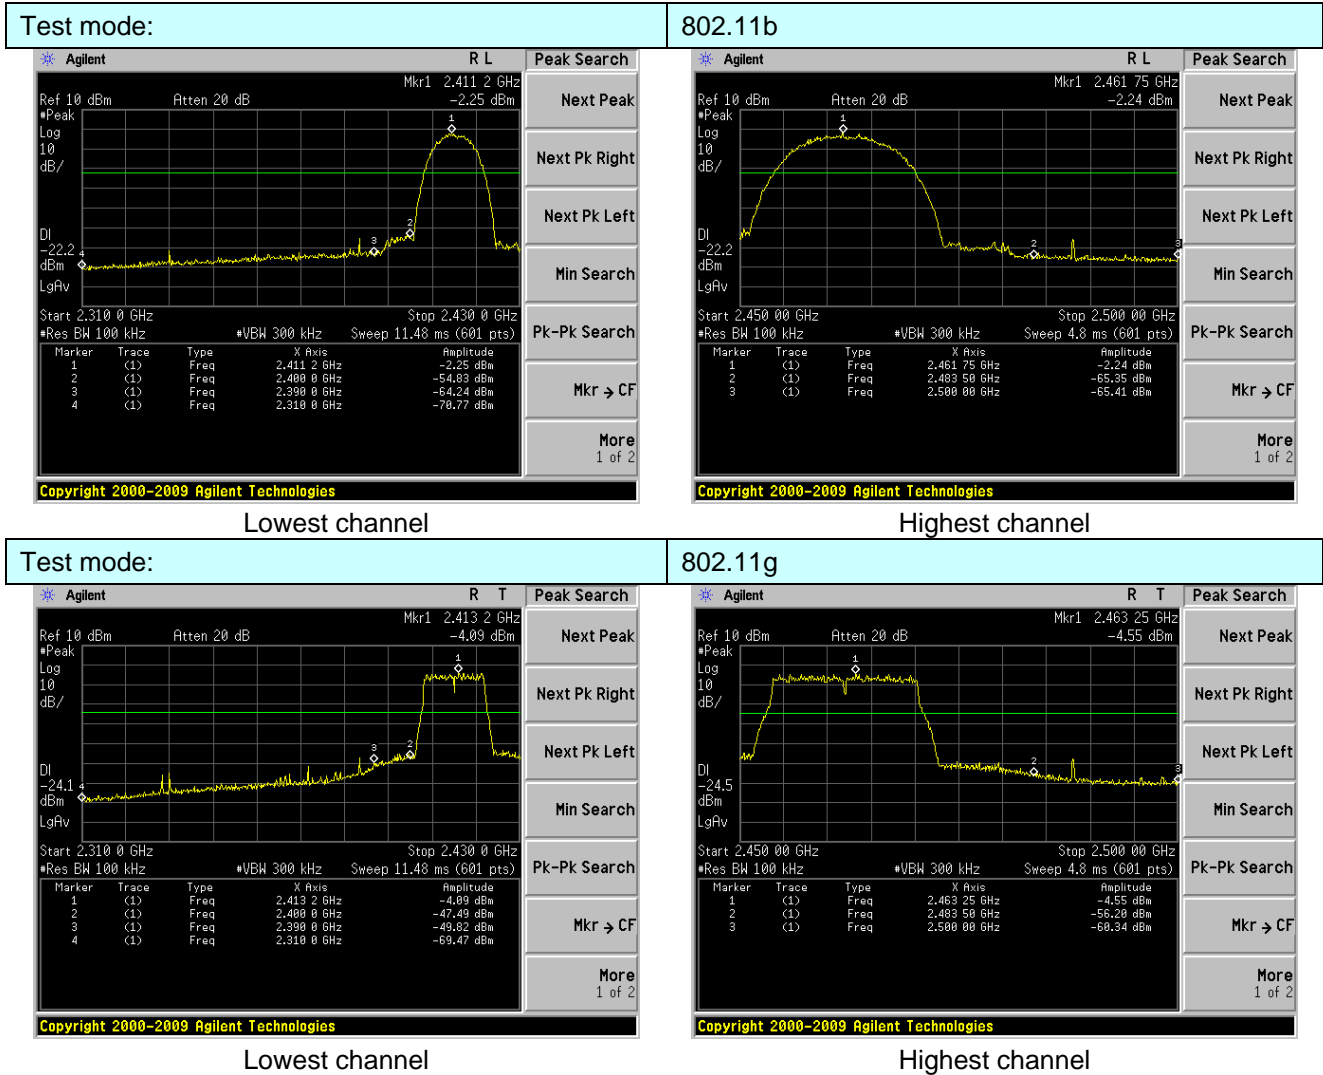 Test mode: 802.11b
Agilent R L Peak Search
Mkr1 2.411 2 GHz
Ref 10 dBm Atten 20 dB -2.25 dBm
#Peak
Log
10
dB/
DI
-22.2
dBm
LgAv
1
2
3
4
Start 2.310 0 GHz Stop 2.430 0 GHz
#Res BW 100 kHz #VBW 300 kHz Sweep 11.48 ms (601 pts)
Marker Trace Type X Axis Amplitude
1 (1) Freq 2.411 2 GHz -2.25 dBm
2 (1) Freq 2.400 0 GHz -54.83 dBm
3 (1) Freq 2.390 0 GHz -64.24 dBm
4 (1) Freq 2.310 0 GHz -70.77 dBm
Next Peak
Next Pk Right
Next Pk Left
Min Search
Pk-Pk Search
Mkr → CF
More
1 of 2
Copyright 2000-2009 Agilent Technologies
Lowest channel
Agilent R L Peak Search
Mkr1 2.461 75 GHz
Ref 10 dBm Atten 20 dB -2.24 dBm
#Peak
Log
10
dB/
DI
-22.2
dBm
LgAv
1
2
3
Start 2.450 00 GHz Stop 2.500 00 GHz
#Res BW 100 kHz #VBW 300 kHz Sweep 4.8 ms (601 pts)
Marker Trace Type X Axis Amplitude
1 (1) Freq 2.461 75 GHz -2.24 dBm
2 (1) Freq 2.483 50 GHz -65.35 dBm
3 (1) Freq 2.500 00 GHz -65.41 dBm
Next Peak
Next Pk Right
Next Pk Left
Min Search
Pk-Pk Search
Mkr → CF
More
1 of 2
Copyright 2000-2009 Agilent Technologies
Highest channel
Test mode: 802.11g
Agilent R T Peak Search
Mkr1 2.413 2 GHz
Ref 10 dBm Atten 20 dB -4.09 dBm
#Peak
Log
10
dB/
DI
-24.1
dBm
LgAv
1
2
3
4
Start 2.310 0 GHz Stop 2.430 0 GHz
#Res BW 100 kHz #VBW 300 kHz Sweep 11.48 ms (601 pts)
Marker Trace Type X Axis Amplitude
1 (1) Freq 2.413 2 GHz -4.09 dBm
2 (1) Freq 2.400 0 GHz -47.49 dBm
3 (1) Freq 2.390 0 GHz -49.82 dBm
4 (1) Freq 2.310 0 GHz -69.47 dBm
Next Peak
Next Pk Right
Next Pk Left
Min Search
Pk-Pk Search
Mkr → CF
More
1 of 2
Copyright 2000-2009 Agilent Technologies
Lowest channel
Agilent R T Peak Search
Mkr1 2.463 25 GHz
Ref 10 dBm Atten 20 dB -4.55 dBm
#Peak
Log
10
dB/
DI
-24.5
dBm
LgAv
1
2
3
Start 2.450 00 GHz Stop 2.500 00 GHz
#Res BW 100 kHz #VBW 300 kHz Sweep 4.8 ms (601 pts)
Marker Trace Type X Axis Amplitude
1 (1) Freq 2.463 25 GHz -4.55 dBm
2 (1) Freq 2.483 50 GHz -56.20 dBm
3 (1) Freq 2.500 00 GHz -60.34 dBm
Next Peak
Next Pk Right
Next Pk Left
Min Search
Pk-Pk Search
Mkr → CF
More
1 of 2
Copyright 2000-2009 Agilent Technologies
Highest channel